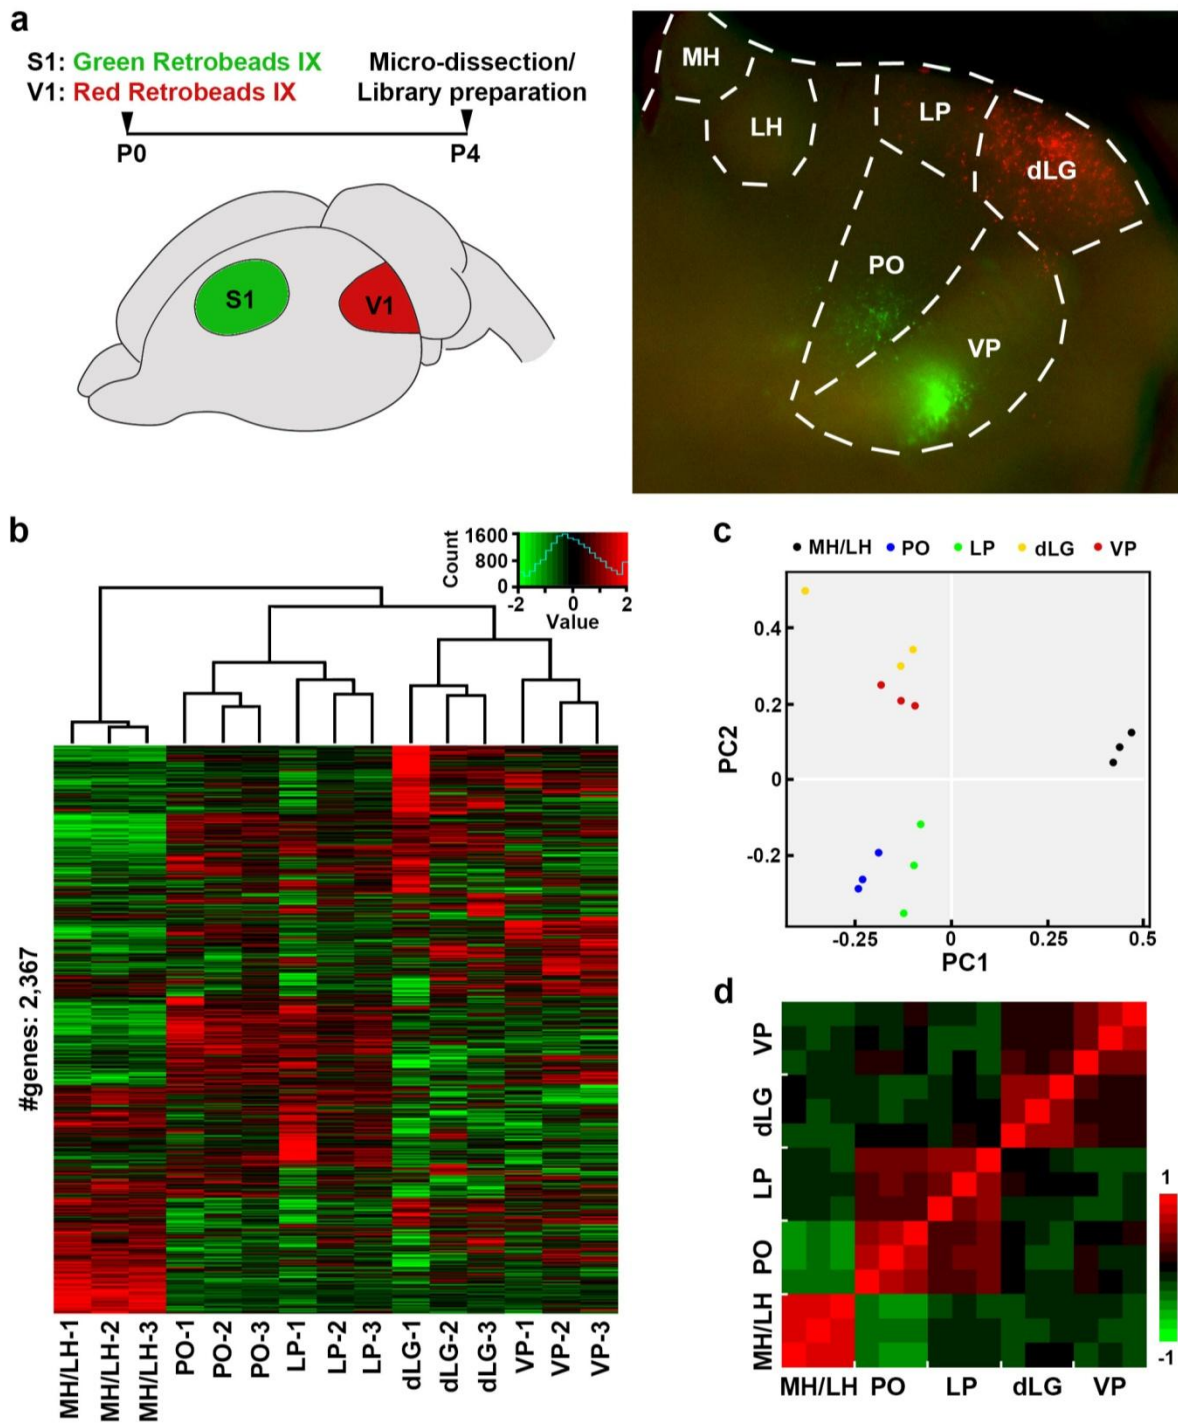 a
S1: Green Retrobeads IX
V1: Red Retrobeads IX
Micro-dissection/
Library preparation
P0
P4
S1
V1
MH
LH
LP
dLG
PO
VP
b
Count
1600
800
0
-2
0
2
Value
#genes: 2,367
MH/LH-1
MH/LH-2
MH/LH-3
PO-1
PO-2
PO-3
LP-1
LP-2
LP-3
dLG-1
dLG-2
dLG-3
VP-1
VP-2
VP-3
c
MH/LH
PO
LP
dLG
VP
PC2
0.4
0.2
0
-0.2
-0.25
0
0.25
0.5
PC1
d
VP
dLG
LP
PO
MH/LH
MH/LH
PO
LP
dLG
VP
1
-1